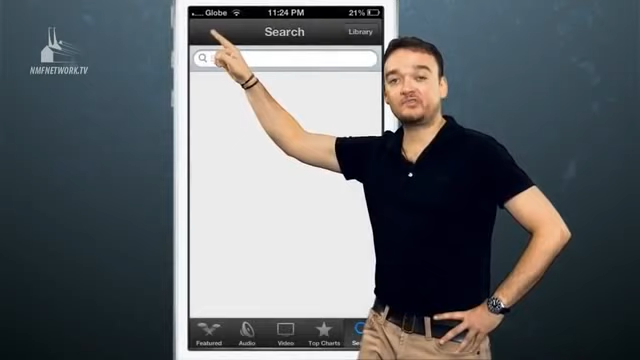 Globe 11:24 PM 21%
Search
Library
NMFNETWORK.TV
Featured
Audio
Video
Top Charts